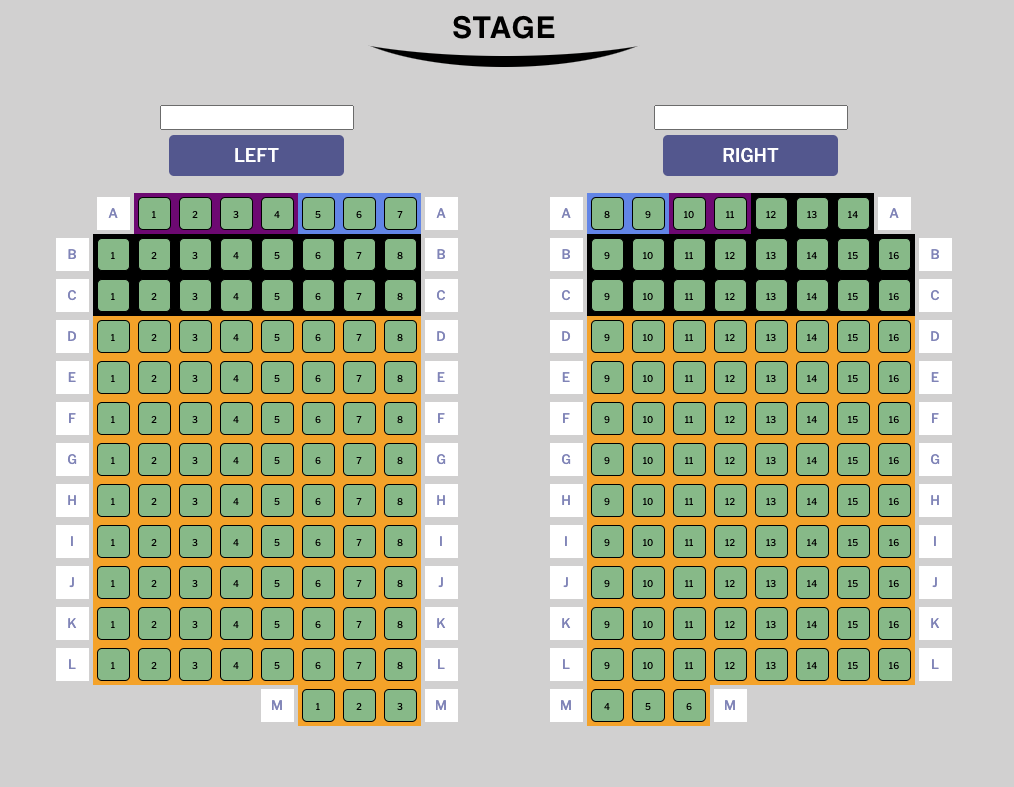 STAGE
LEFT RIGHT
A 1 2 3 4 5 6 7 A A 8 9 10 11 12 13 14 A
B 1 2 3 4 5 6 7 8 B B 9 10 11 12 13 14 15 16 B
C 1 2 3 4 5 6 7 8 C C 9 10 11 12 13 14 15 16 C
D 1 2 3 4 5 6 7 8 D D 9 10 11 12 13 14 15 16 D
E 1 2 3 4 5 6 7 8 E E 9 10 11 12 13 14 15 16 E
F 1 2 3 4 5 6 7 8 F F 9 10 11 12 13 14 15 16 F
G 1 2 3 4 5 6 7 8 G G 9 10 11 12 13 14 15 16 G
H 1 2 3 4 5 6 7 8 H H 9 10 11 12 13 14 15 16 H
I 1 2 3 4 5 6 7 8 I I 9 10 11 12 13 14 15 16 I
J 1 2 3 4 5 6 7 8 J J 9 10 11 12 13 14 15 16 J
K 1 2 3 4 5 6 7 8 K K 9 10 11 12 13 14 15 16 K
L 1 2 3 4 5 6 7 8 L L 9 10 11 12 13 14 15 16 L
M 1 2 3 M M 4 5 6 M